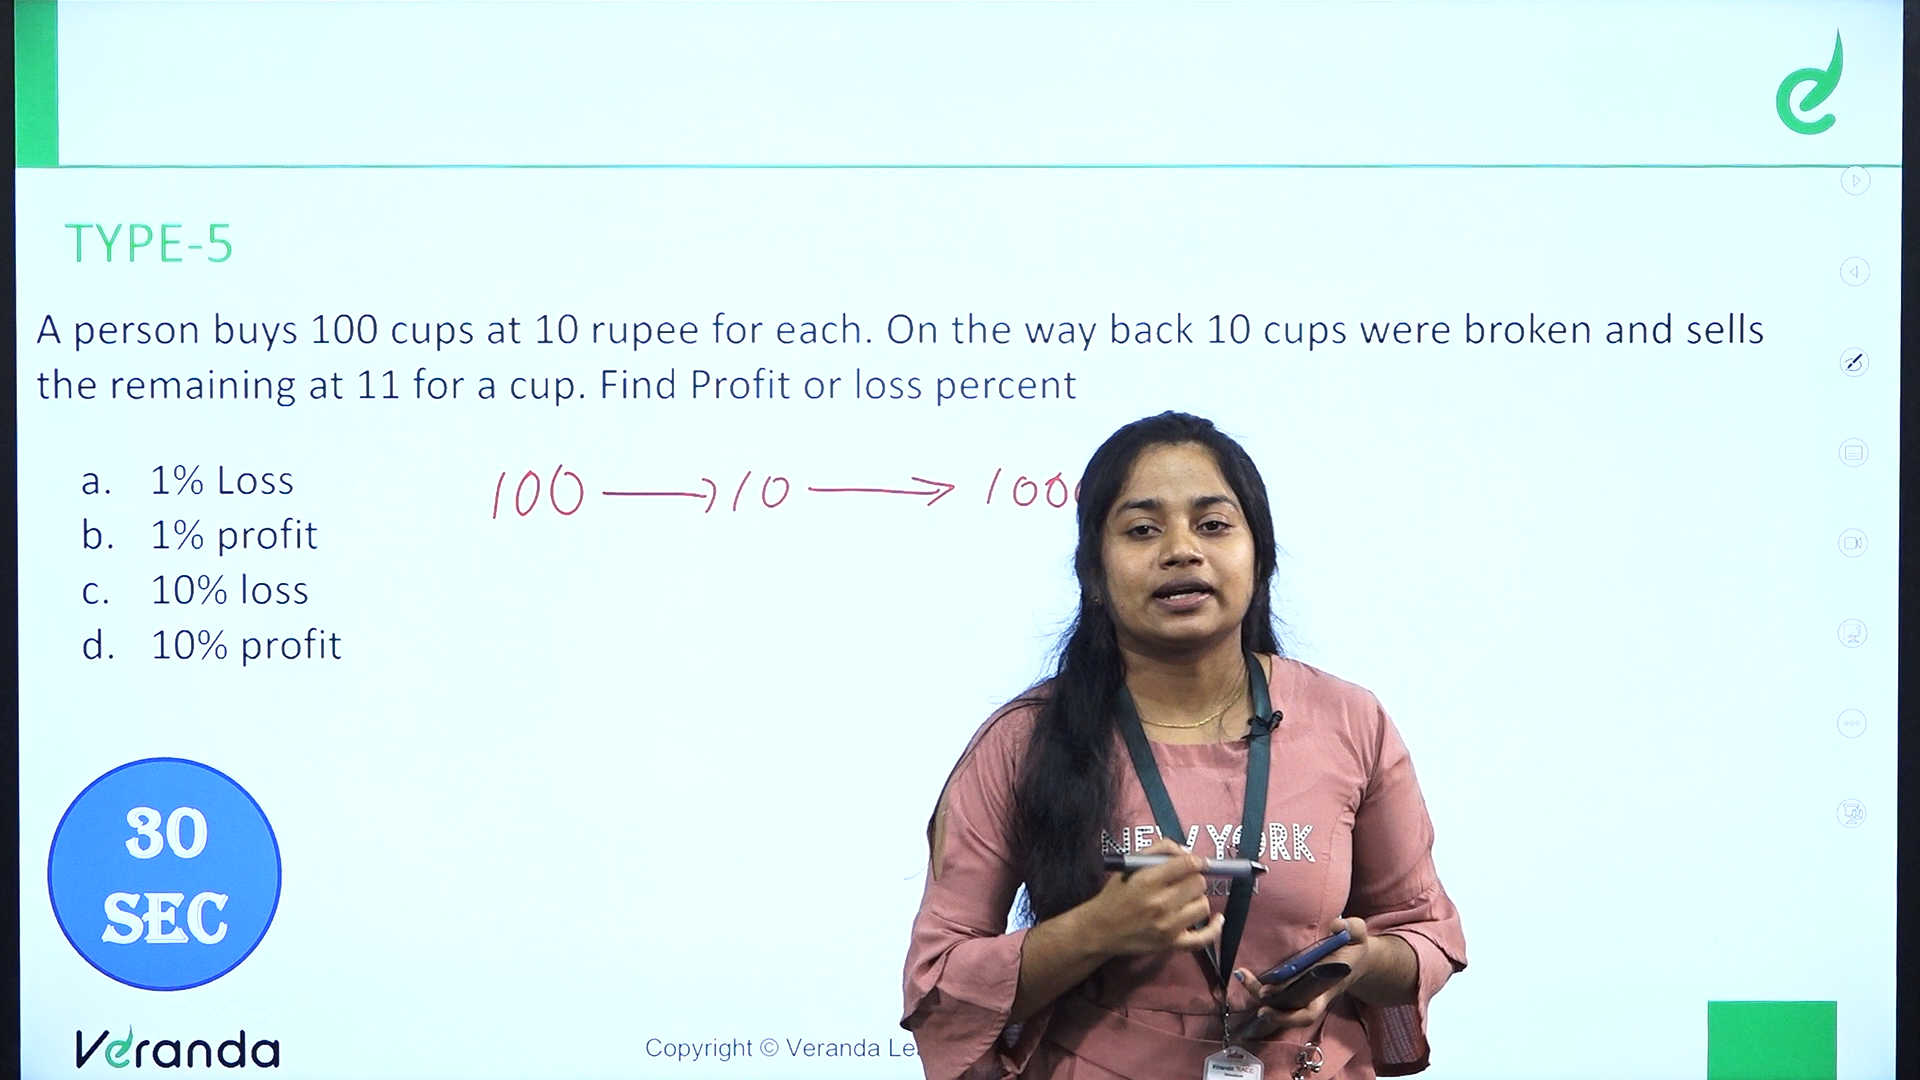 TYPE-5
A person buys 100 cups at 10 rupee for each. On the way back 10 cups were broken and sells
the remaining at 11 for a cup. Find Profit or loss percent
a. 1% Loss
b. 1% profit
c. 10% loss
d. 10% profit
100 → 10 → 100
30
SEC
NEW YORK
Veranda
Copyright © Veranda